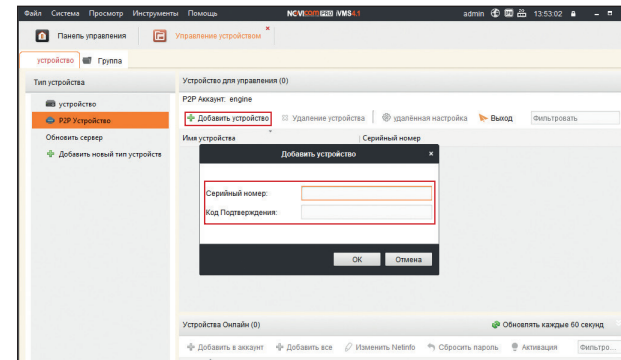 Файл Система Просмотр Инструменты Помощь NOVIcam PRO iVMS4.1 admin 13:53:02
Панель управления Управление устройством
устройство Группа
Тип устройства
Устройство для управления (0)
устройство
P2P Устройство
Обновить сервер
Добавить новый тип устройств
P2P Аккаунт: engine
Добавить устройство Удаление устройства удалённая настройка Выход Фильтровать
Имя устройства Серийный номер
Добавить устройство ×
Серийный номер:
Код Подтверждения:
OK Отмена
Устройства Онлайн (0) Обновлять каждые 60 секунд
Добавить в аккаунт Добавить все Изменить Netinfo Сбросить пароль Активация Фильтро...